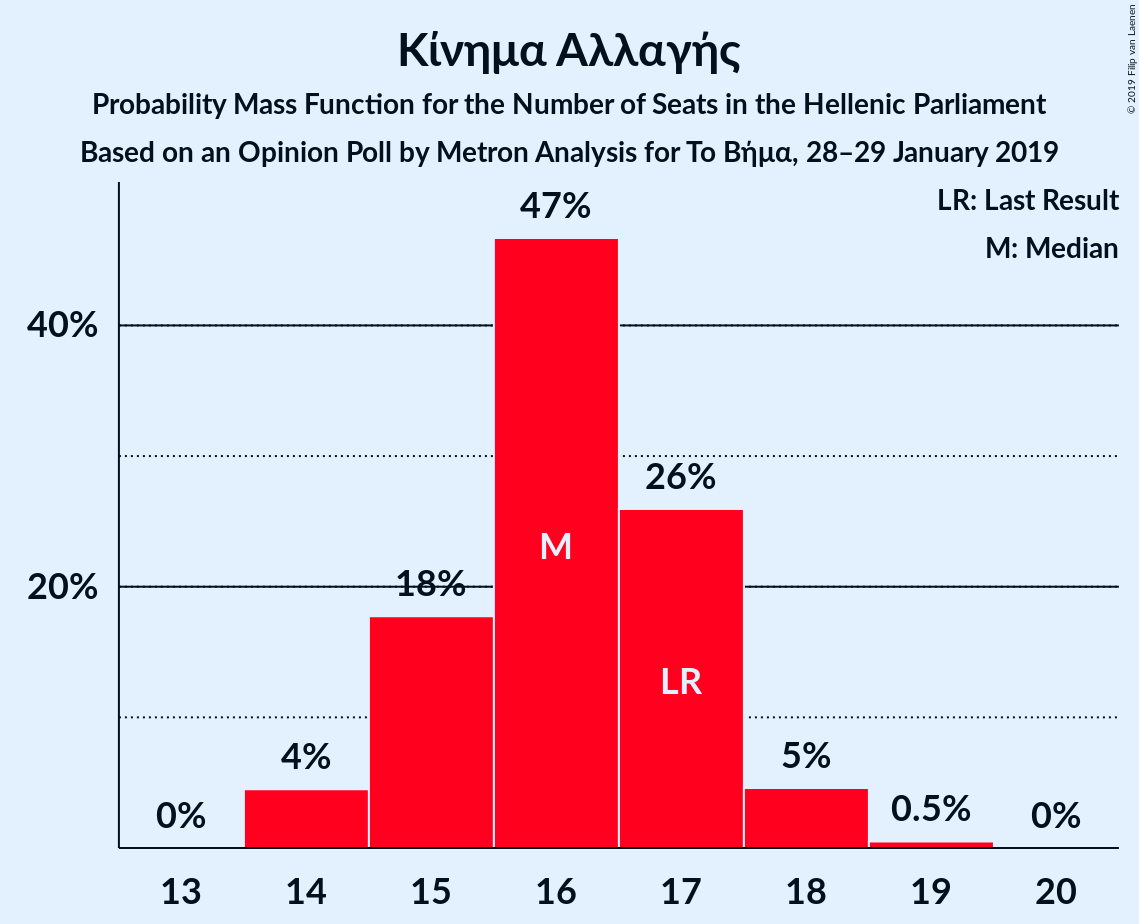 Κίνημα Αλλαγής
Probability Mass Function for the Number of Seats in the Hellenic Parliament
Based on an Opinion Poll by Metron Analysis for Το Βήμα, 28–29 January 2019
© 2019 Filip van Laenen
LR: Last Result
M: Median
47%
40%
26%
M
18%
20%
LR
4%
5%
0%
0.5%
0%
13 14 15 16 17 18 19 20